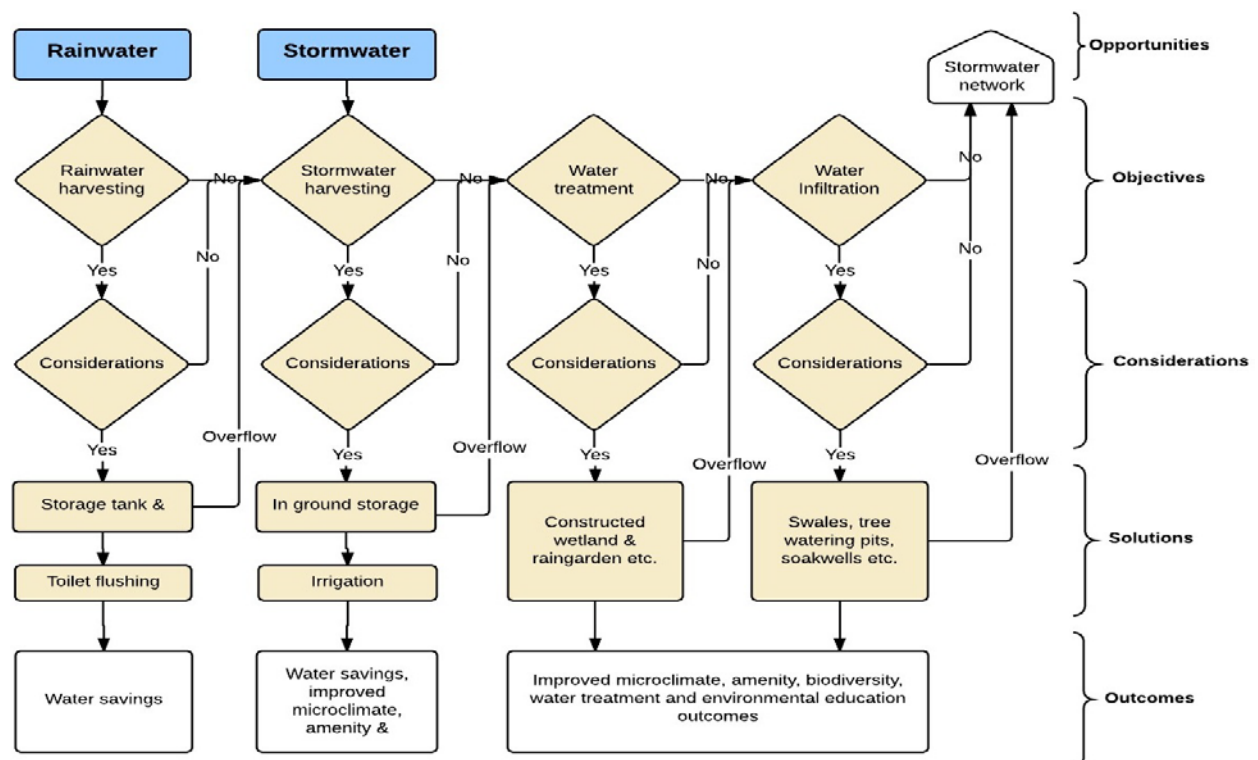 Rainwater
Stormwater
Stormwater
network
Opportunities
Rainwater
harvesting
No
Stormwater
harvesting
No
Water
treatment
No
Water
Infiltration
No
Objectives
Yes
No
Yes
No
Yes
No
Yes
No
Considerations
Considerations
Considerations
Considerations
Considerations
Yes
Overflow
Yes
Overflow
Yes
Overflow
Yes
Overflow
Storage tank &
In ground storage
Constructed
wetland &
raingarden etc.
Swales, tree
watering pits,
soakwells etc.
Solutions
Toilet flushing
Irrigation
Water savings
Water savings,
improved
microclimate,
amenity &
Improved microclimate, amenity, biodiversity,
water treatment and environmental education
outcomes
Outcomes